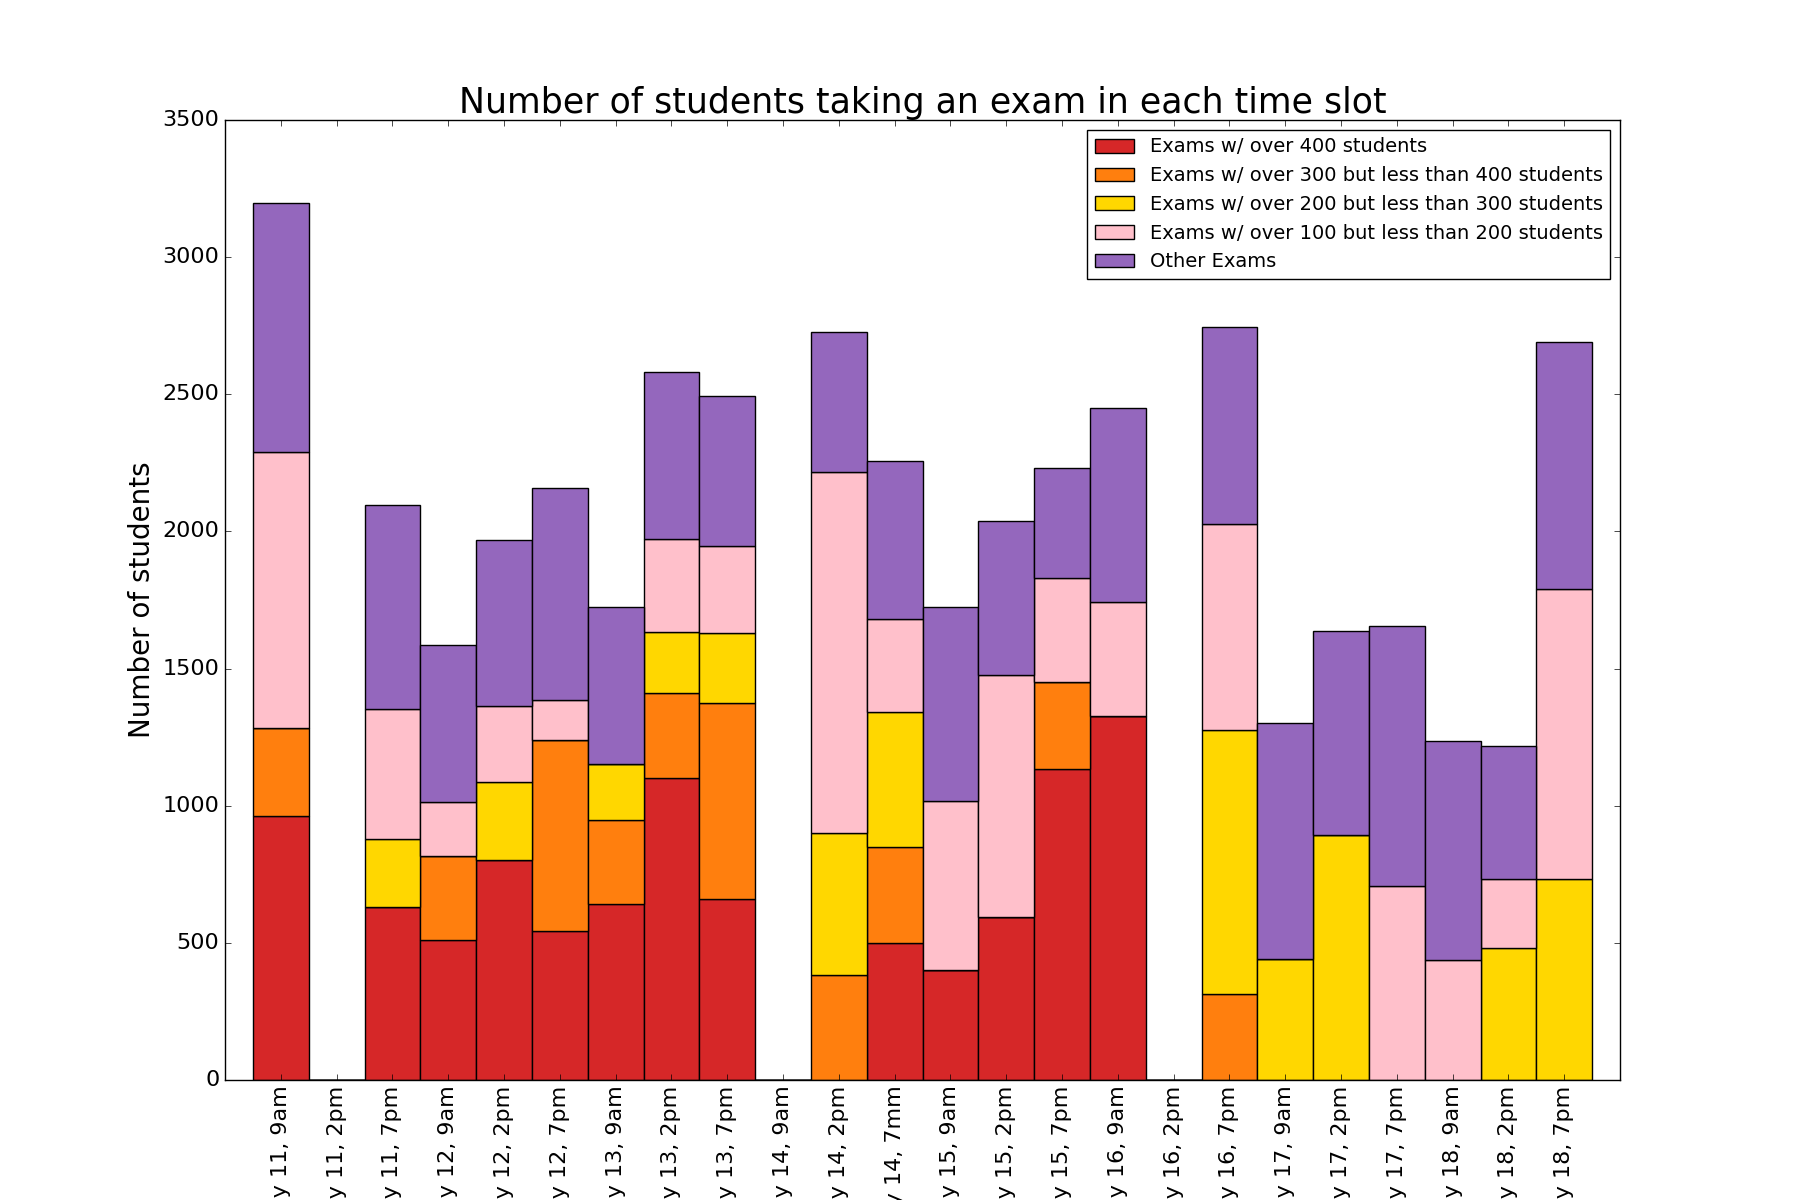 Number of students taking an exam in each time slot
Number of students
3500
3000
2500
2000
1500
1000
500
0
Exams w/ over 400 students
Exams w/ over 300 but less than 400 students
Exams w/ over 200 but less than 300 students
Exams w/ over 100 but less than 200 students
Other Exams
y 11, 9am
y 11, 2pm
y 11, 7pm
y 12, 9am
y 12, 2pm
y 12, 7pm
y 13, 9am
y 13, 2pm
y 13, 7pm
y 14, 9am
y 14, 2pm
y 14, 7mm
y 15, 9am
y 15, 2pm
y 15, 7pm
y 16, 9am
y 16, 2pm
y 16, 7pm
y 17, 9am
y 17, 2pm
y 17, 7pm
y 18, 9am
y 18, 2pm
y 18, 7pm